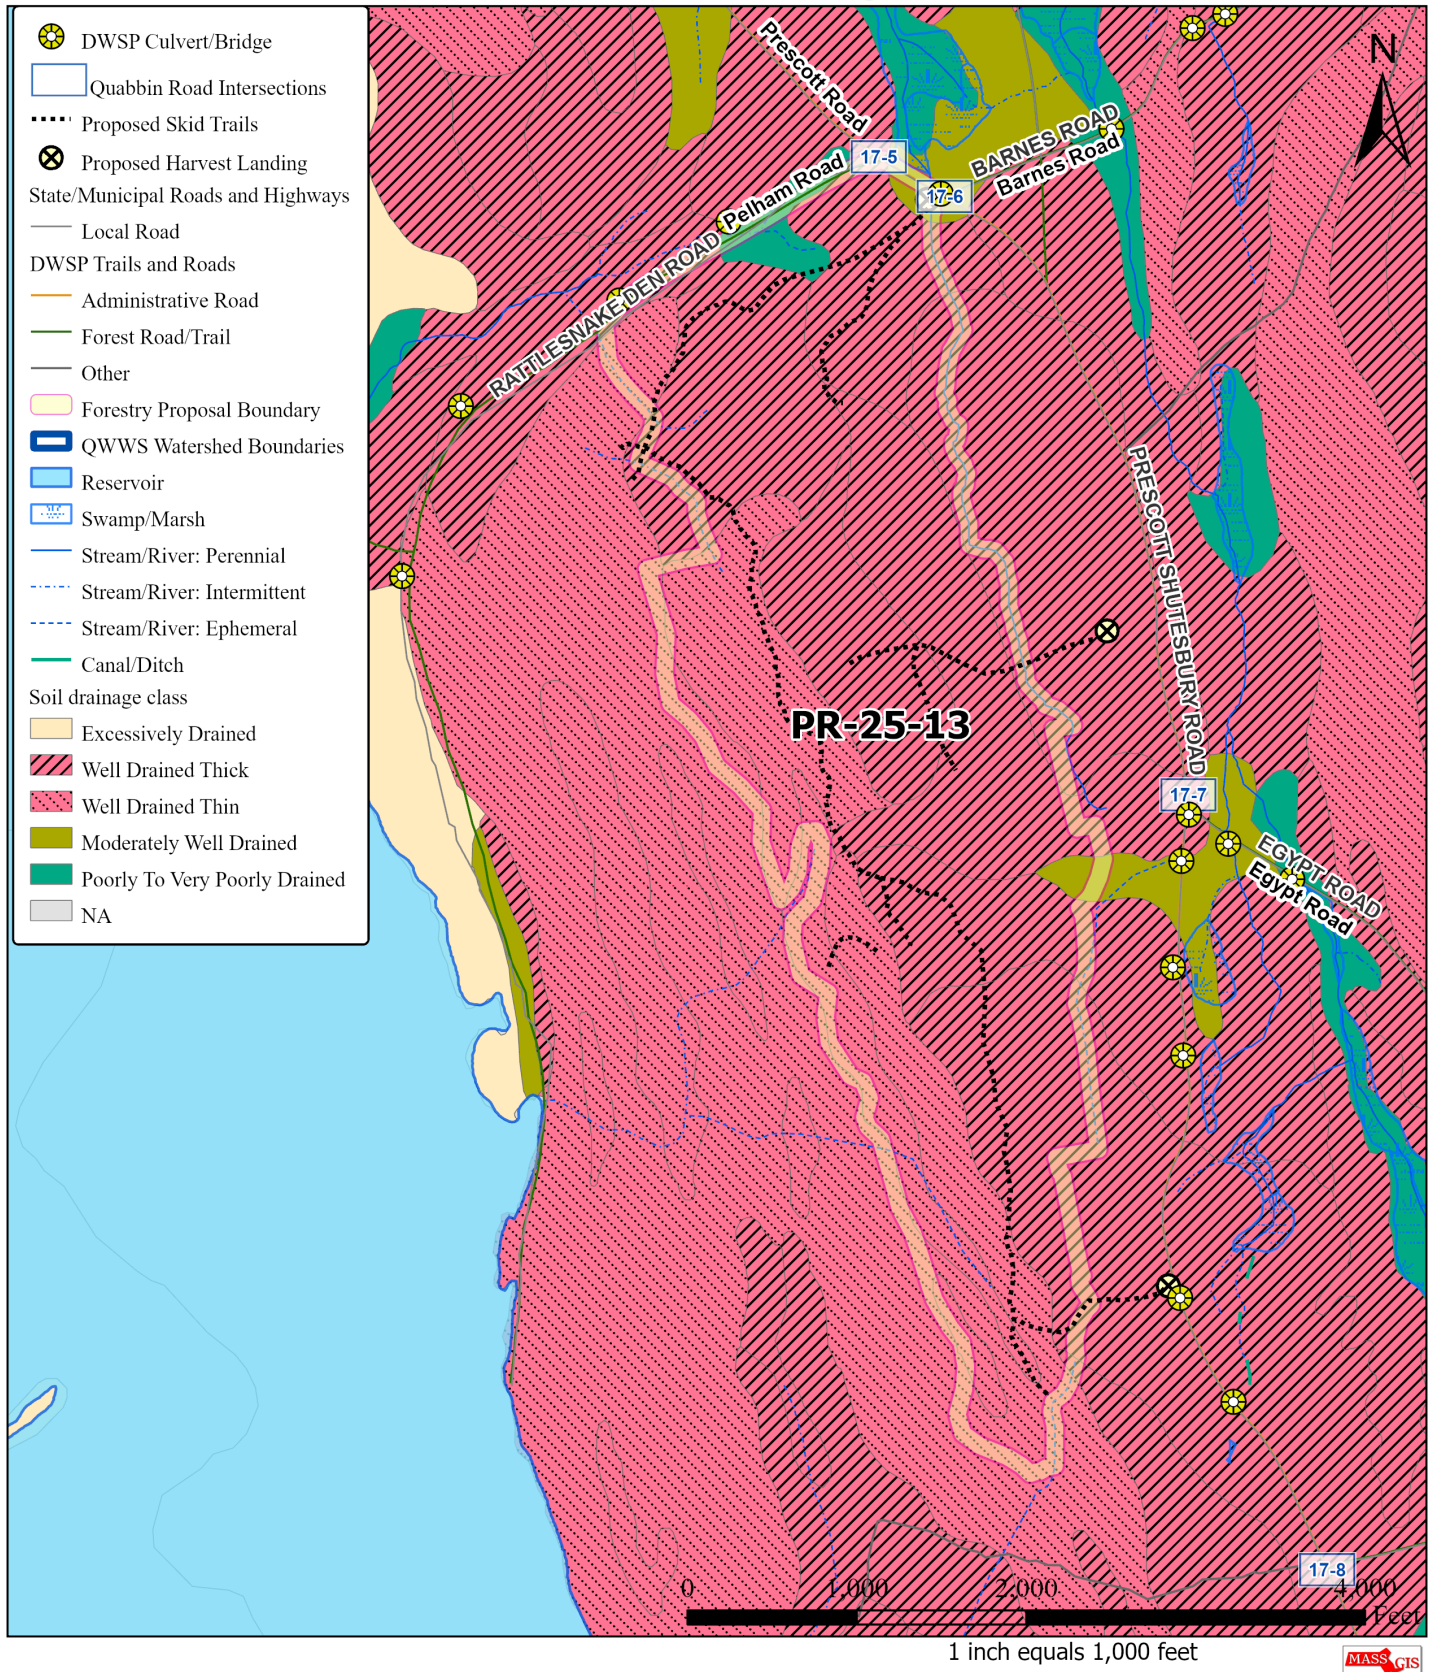 DWSP Culvert/Bridge
Quabbin Road Intersections
Proposed Skid Trails
Proposed Harvest Landing
State/Municipal Roads and Highways
Local Road
DWSP Trails and Roads
Administrative Road
Forest Road/Trail
Other
Forestry Proposal Boundary
QWWS Watershed Boundaries
Reservoir
Swamp/Marsh
Stream/River: Perennial
Stream/River: Intermittent
Stream/River: Ephemeral
Canal/Ditch
Soil drainage class
Excessively Drained
Well Drained Thick
Well Drained Thin
Moderately Well Drained
Poorly To Very Poorly Drained
NA
N
Prescott Road
17-5
BARNES ROAD
Barnes Road
Pelham Road
17-6
RATTLESNAKE DEN ROAD
PRESCOTT SHUTESBURY ROAD
PR-25-13
17-7
EGYPT ROAD
Egypt Road
17-8
0 1,000 2,000 4,000
Feet
1 inch equals 1,000 feet
MASS GIS